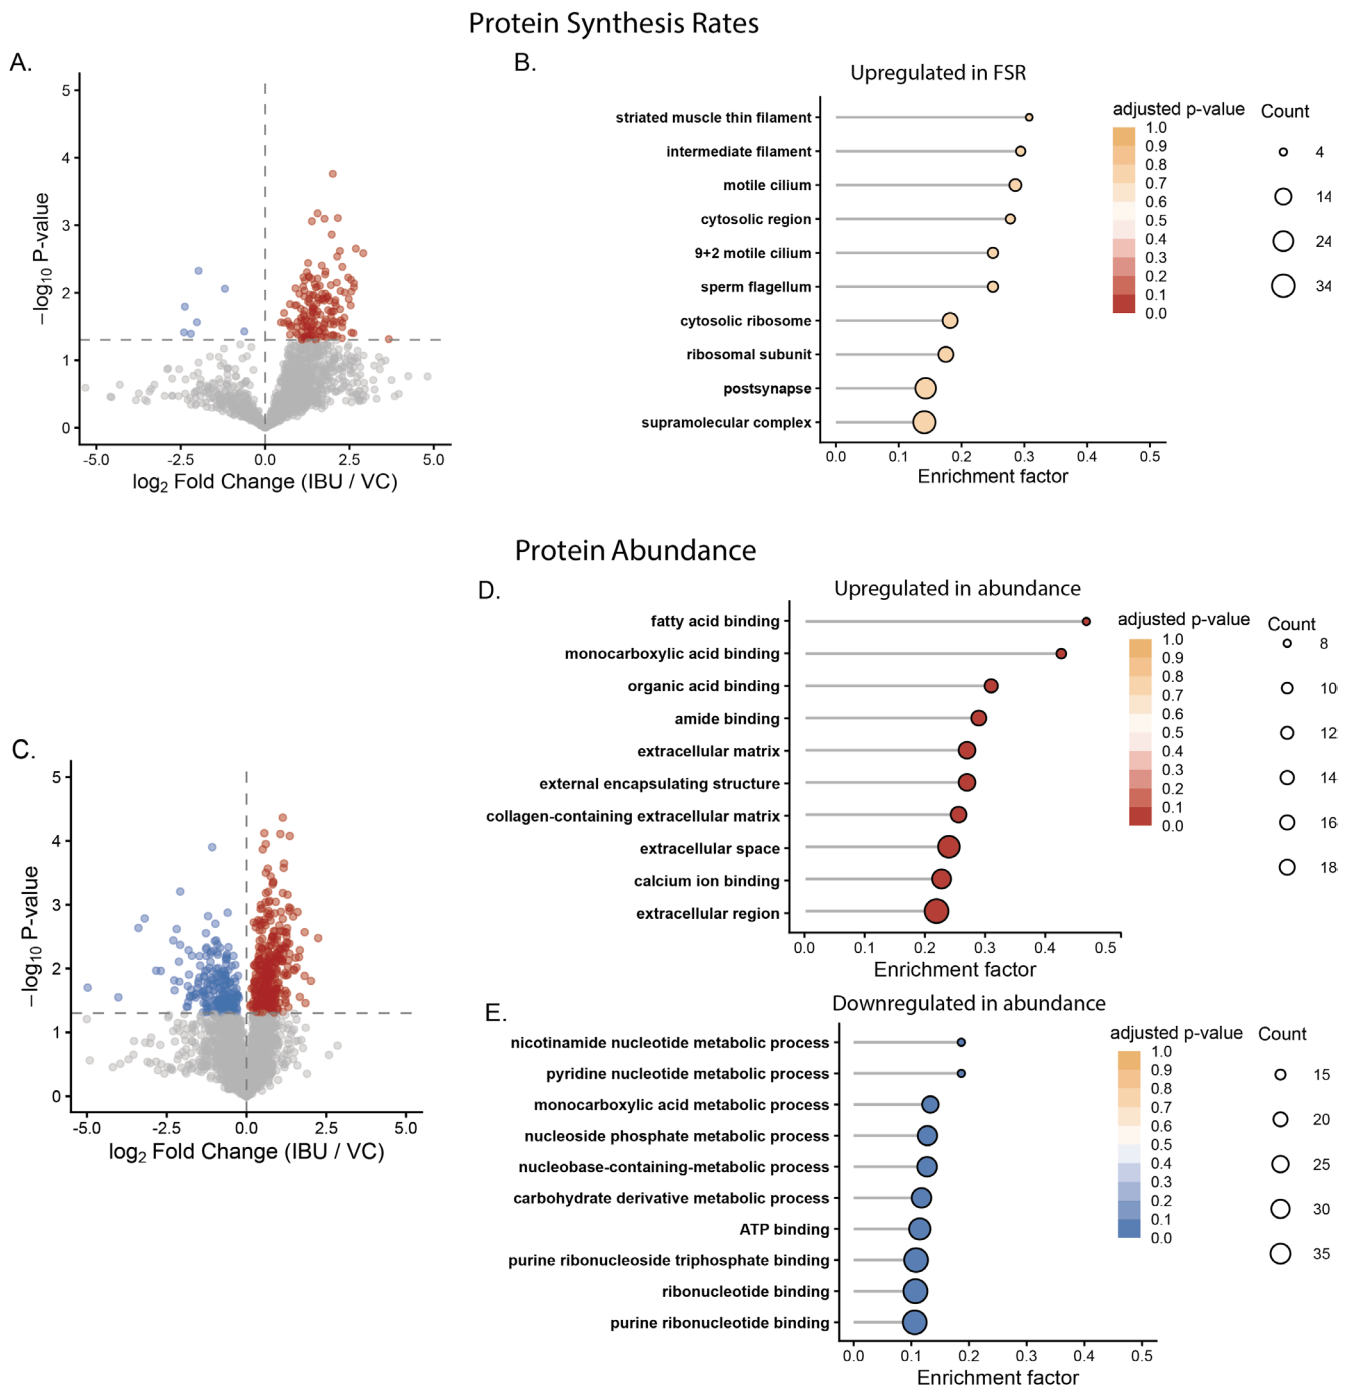 Protein Synthesis Rates
A.
5
4
3
2
1
0
-5.0
-2.5
0.0
2.5
5.0
−log10 P-value
log2 Fold Change (IBU / VC)
B.
Upregulated in FSR
striated muscle thin filament
intermediate filament
motile cilium
cytosolic region
9+2 motile cilium
sperm flagellum
cytosolic ribosome
ribosomal subunit
postsynapse
supramolecular complex
0.0
0.1
0.2
0.3
0.4
0.5
Enrichment factor
adjusted p-value
1.0
0.9
0.8
0.7
0.6
0.5
0.4
0.3
0.2
0.1
0.0
Count
4
14
24
34
Protein Abundance
C.
5
4
3
2
1
0
-5.0
-2.5
0.0
2.5
5.0
−log10 P-value
log2 Fold Change (IBU / VC)
D.
Upregulated in abundance
fatty acid binding
monocarboxylic acid binding
organic acid binding
amide binding
extracellular matrix
external encapsulating structure
collagen-containing extracellular matrix
extracellular space
calcium ion binding
extracellular region
0.0
0.1
0.2
0.3
0.4
0.5
Enrichment factor
adjusted p-value
1.0
0.9
0.8
0.7
0.6
0.5
0.4
0.3
0.2
0.1
0.0
Count
8
10
12
14
16
18
E.
Downregulated in abundance
nicotinamide nucleotide metabolic process
pyridine nucleotide metabolic process
monocarboxylic acid metabolic process
nucleoside phosphate metabolic process
nucleobase-containing-metabolic process
carbohydrate derivative metabolic process
ATP binding
purine ribonucleoside triphosphate binding
ribonucleotide binding
purine ribonucleotide binding
0.0
0.1
0.2
0.3
0.4
0.5
Enrichment factor
adjusted p-value
1.0
0.9
0.8
0.7
0.6
0.5
0.4
0.3
0.2
0.1
0.0
Count
15
20
25
30
35